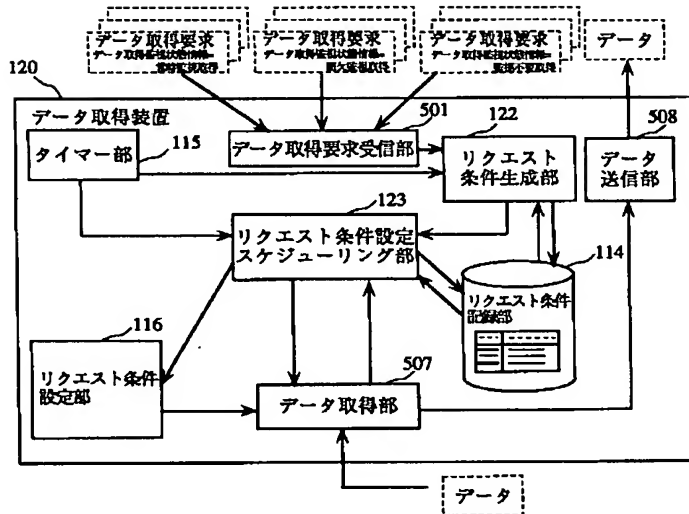 データ取得要求
データ取得要求
データ取得要求
データ
120
データ取得装置
タイマー部
115
501
データ取得要求受信部
122
リクエスト
条件生成部
508
データ
送信部
123
リクエスト条件設定
スケジューリング部
114
リクエスト条件
記録部
116
リクエスト条件
設定部
507
データ取得部
データ